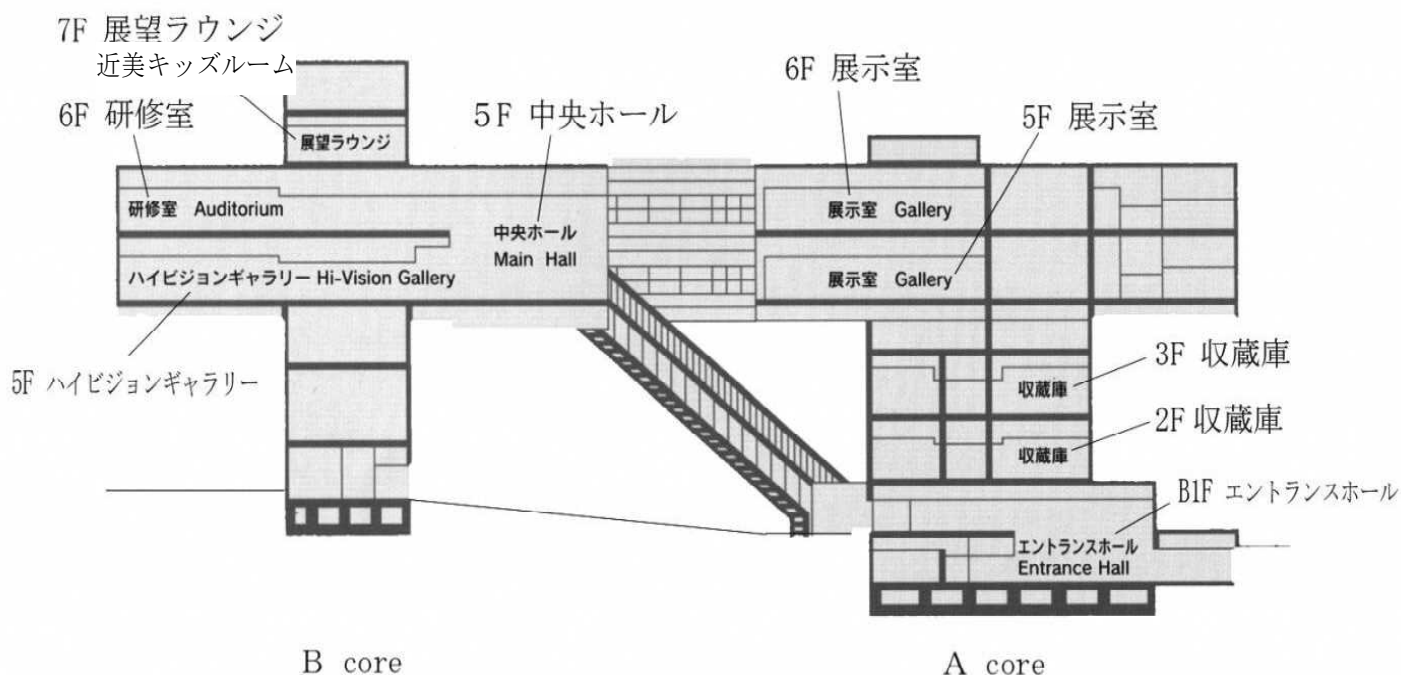 7F 展望ラウンジ
近美キッズルーム
6F 研修室
5F 中央ホール
6F 展示室
5F 展示室
展望ラウンジ
研修室 Auditorium
中央ホール
Main Hall
ハイビジョンギャラリー Hi-Vision Gallery
展示室 Gallery
展示室 Gallery
5F ハイビジョンギャラリー
3F 収蔵庫
収蔵庫
2F 収蔵庫
収蔵庫
B1F エントランスホール
エントランスホール
Entrance Hall
B core
A core